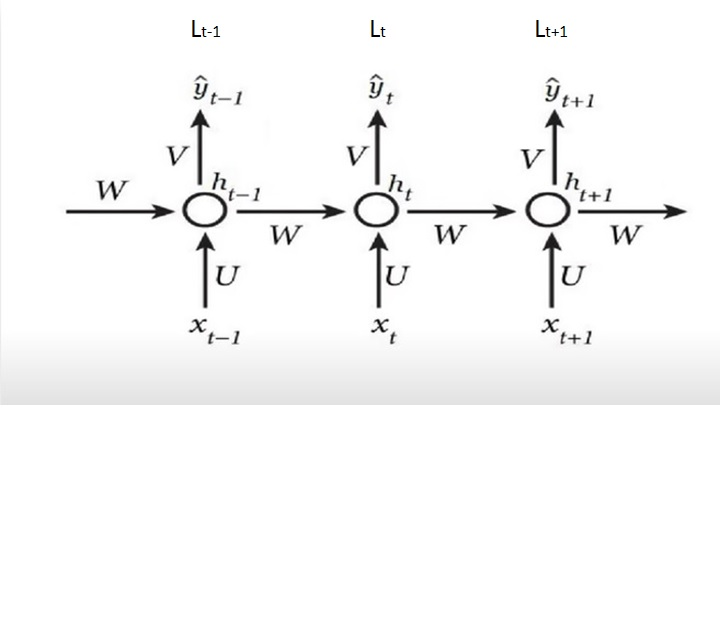 Lt-1 Lt Lt+1
ŷt−1 ŷt ŷt+1
V V V
W ht−1 ht ht+1
W W W
U U U
xt−1 xt xt+1